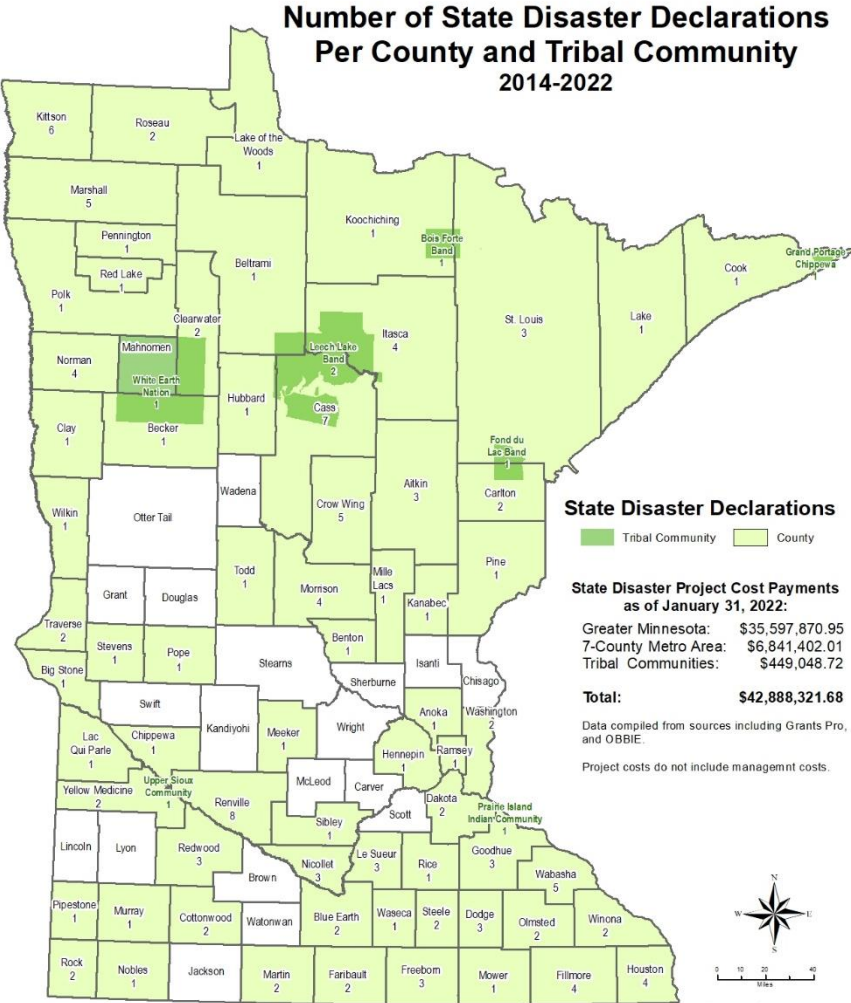 Number of State Disaster Declarations
Per County and Tribal Community
2014-2022
Kittson
6
Roseau
2
Lake of the
Woods
1
Marshall
5
Koochiching
1
Pennington
1
Bois Forte
Band
1
Grand Portage
Chippewa
1
Beltrami
1
Red Lake
1
Cook
1
Polk
1
Clearwater
2
St. Louis
3
Lake
1
Itasca
4
Mahnomen
Leech Lake
Band
2
Norman
4
White Earth
Nation
1
Hubbard
1
Cass
7
Clay
1
Becker
1
Fond du
Lac Band
1
Wadena
Aitkin
3
Carlton
2
Crow Wing
5
Wilkin
1
Otter Tail
State Disaster Declarations
Tribal Community
County
Pine
1
Todd
1
Mille
Lacs
1
Morrison
4
Kanabec
1
Grant
Douglas
State Disaster Project Cost Payments
as of January 31, 2022:
Greater Minnesota: $35,597,870.95
7-County Metro Area: $6,841,402.01
Tribal Communities: $449,048.72
Total: $42,888,321.68
Data compiled from sources including Grants Pro,
and OBBIE.
Project costs do not include managemnt costs.
Traverse
2
Stevens
1
Pope
1
Benton
1
Stearns
Isanti
Big Stone
1
Sherburne
Chisago
Swift
Anoka
1
Washington
2
Kandiyohi
Wright
Lac
Qui Parle
1
Chippewa
1
Meeker
1
Hennepin
1
Ramsey
1
McLeod
Carver
Yellow Medicine
2
Upper Sioux
Community
1
Renville
8
Dakota
2
Prairie Island
Indian Community
1
Scott
Sibley
1
Lincoln
Lyon
Redwood
3
Nicollet
3
Le Sueur
3
Rice
1
Goodhue
3
Brown
Wabasha
5
Pipestone
1
Murray
1
Cottonwood
2
Watonwan
Blue Earth
2
Waseca
1
Steele
2
Dodge
3
Olmsted
2
Winona
2
Rock
2
Nobles
1
Jackson
Martin
2
Faribault
2
Freeborn
3
Mower
1
Fillmore
4
Houston
4
N
W
E
S
0 10 20 40
Miles